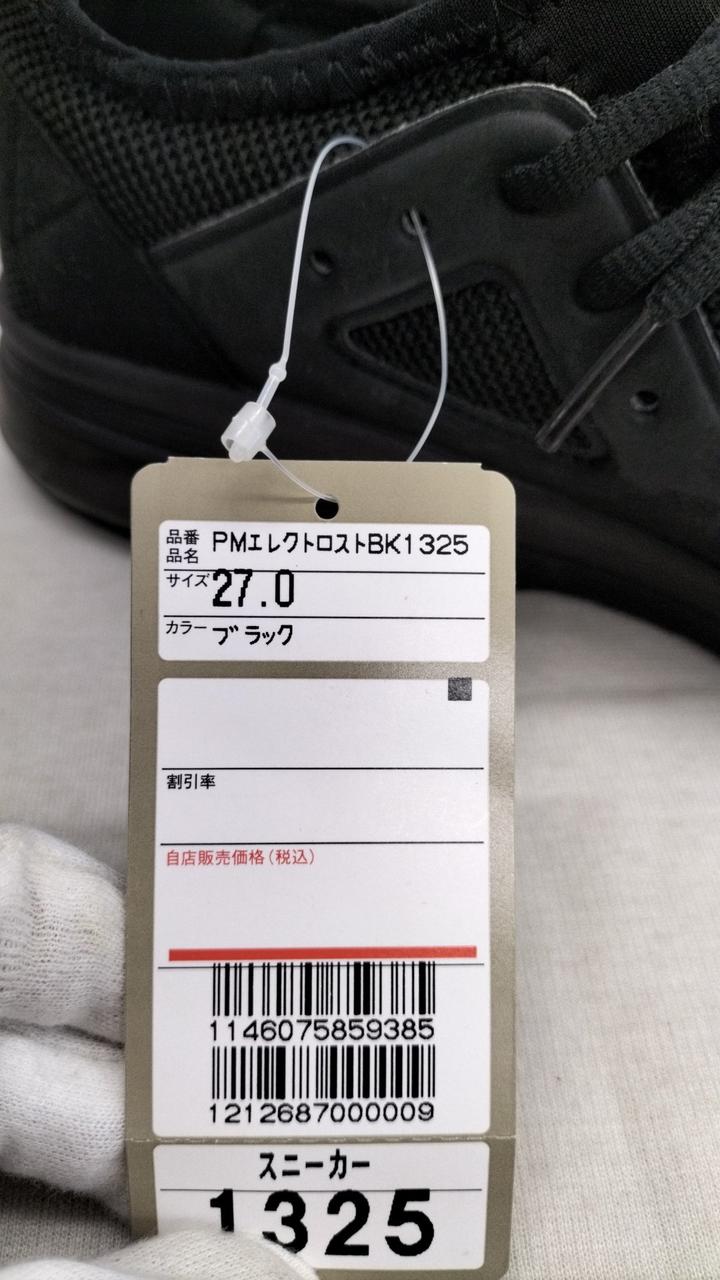 品番
品名 PMエレクトロストBK1325
サイズ 27.0
カラー ブラック
割引率
自店販売価格(税込)
1146075859385
1212687000009
スニーカー
1325